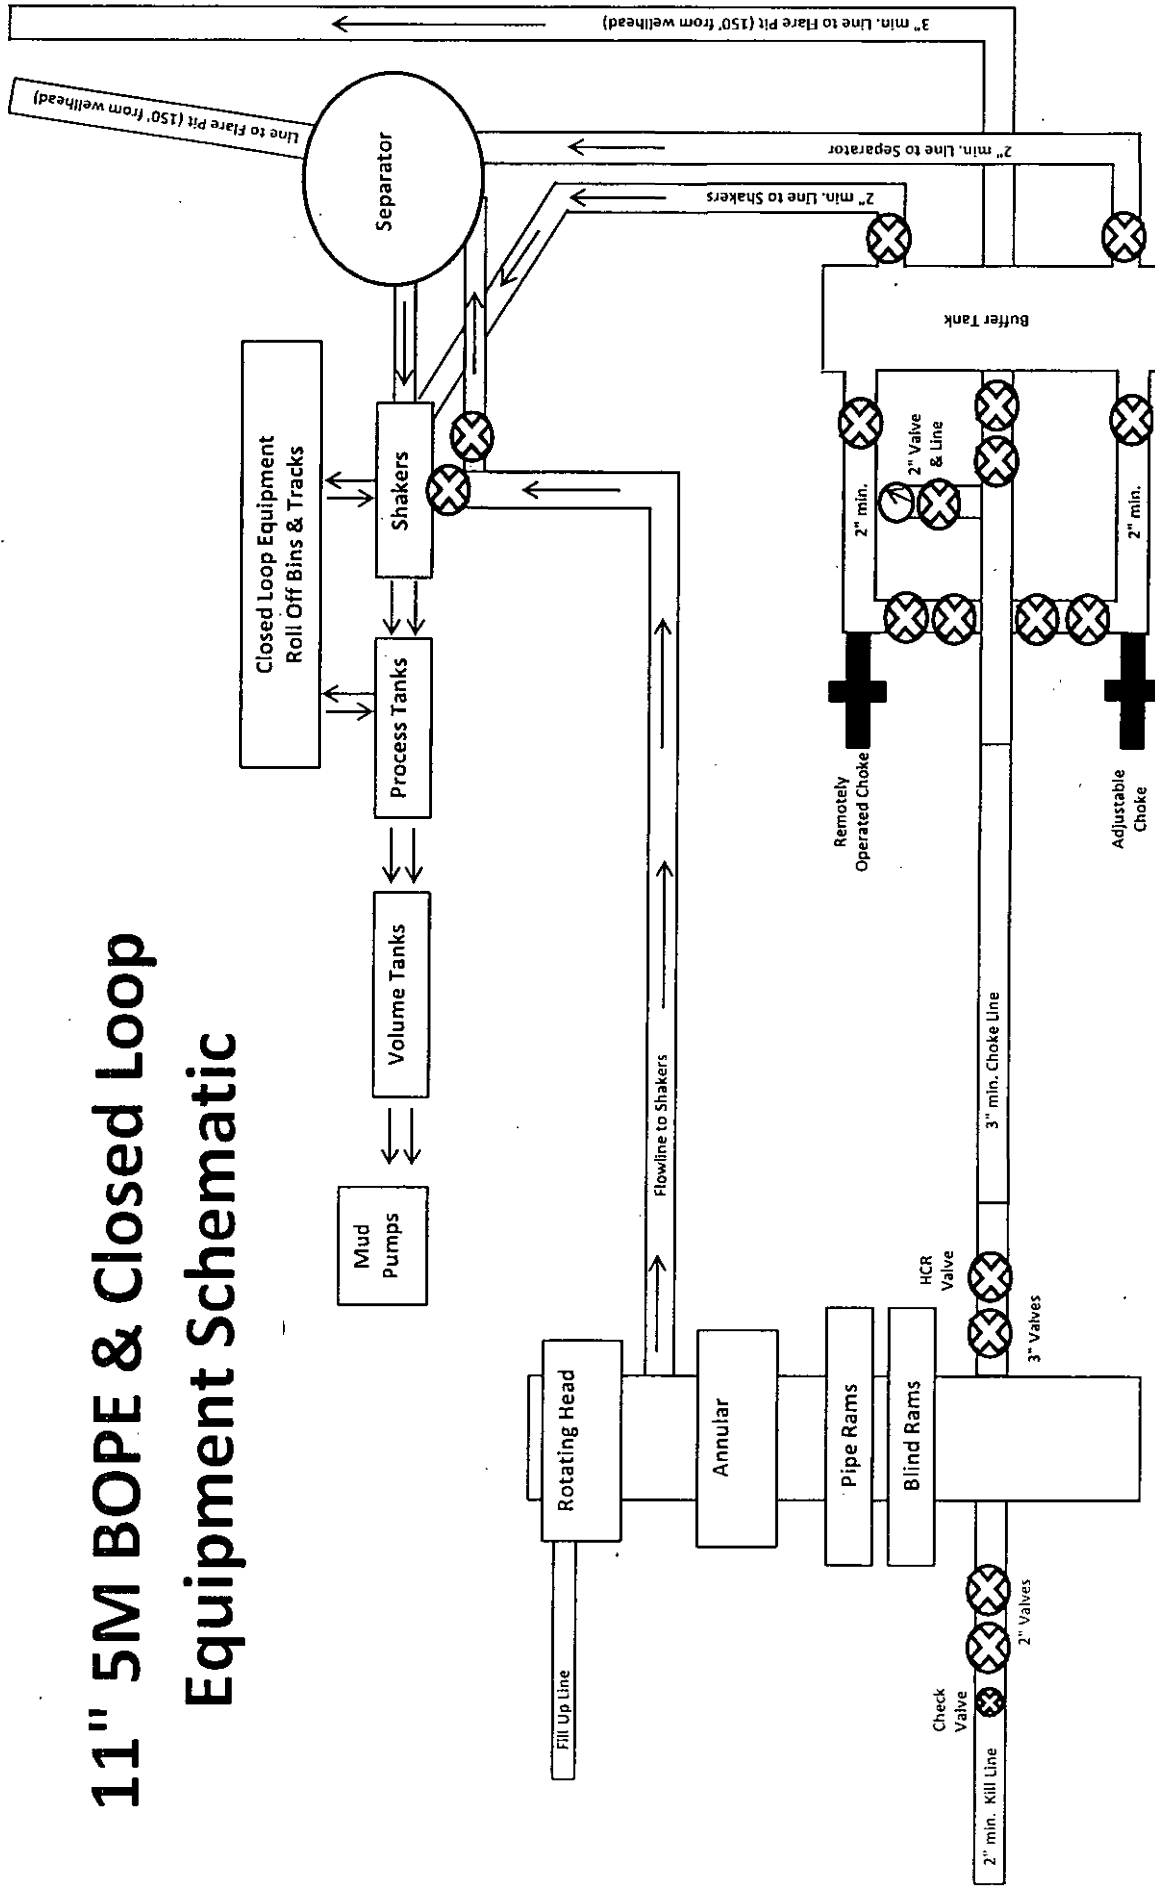 11" 5M BOPE & Closed Loop
Equipment Schematic
Closed Loop Equipment
Roll Off Bins & Tracks
Mud
Pumps
Volume Tanks
Process Tanks
Shakers
Separator
Line to Flare Pit (150' from wellhead)
3" min. Line to Flare Pit (150' from wellhead)
2" min. Line to Separator
2" min. Line to Shakers
Fill Up Line
Rotating Head
Flowline to Shakers
Annular
Pipe Rams
Blind Rams
Remotely
Operated Choke
2" min.
2" Valve
& Line
Buffer Tank
Check
Valve
2" min. Kill Line
2" Valves
HCR
Valve
3" Valves
3" min. Choke Line
Adjustable
Choke
2" min.